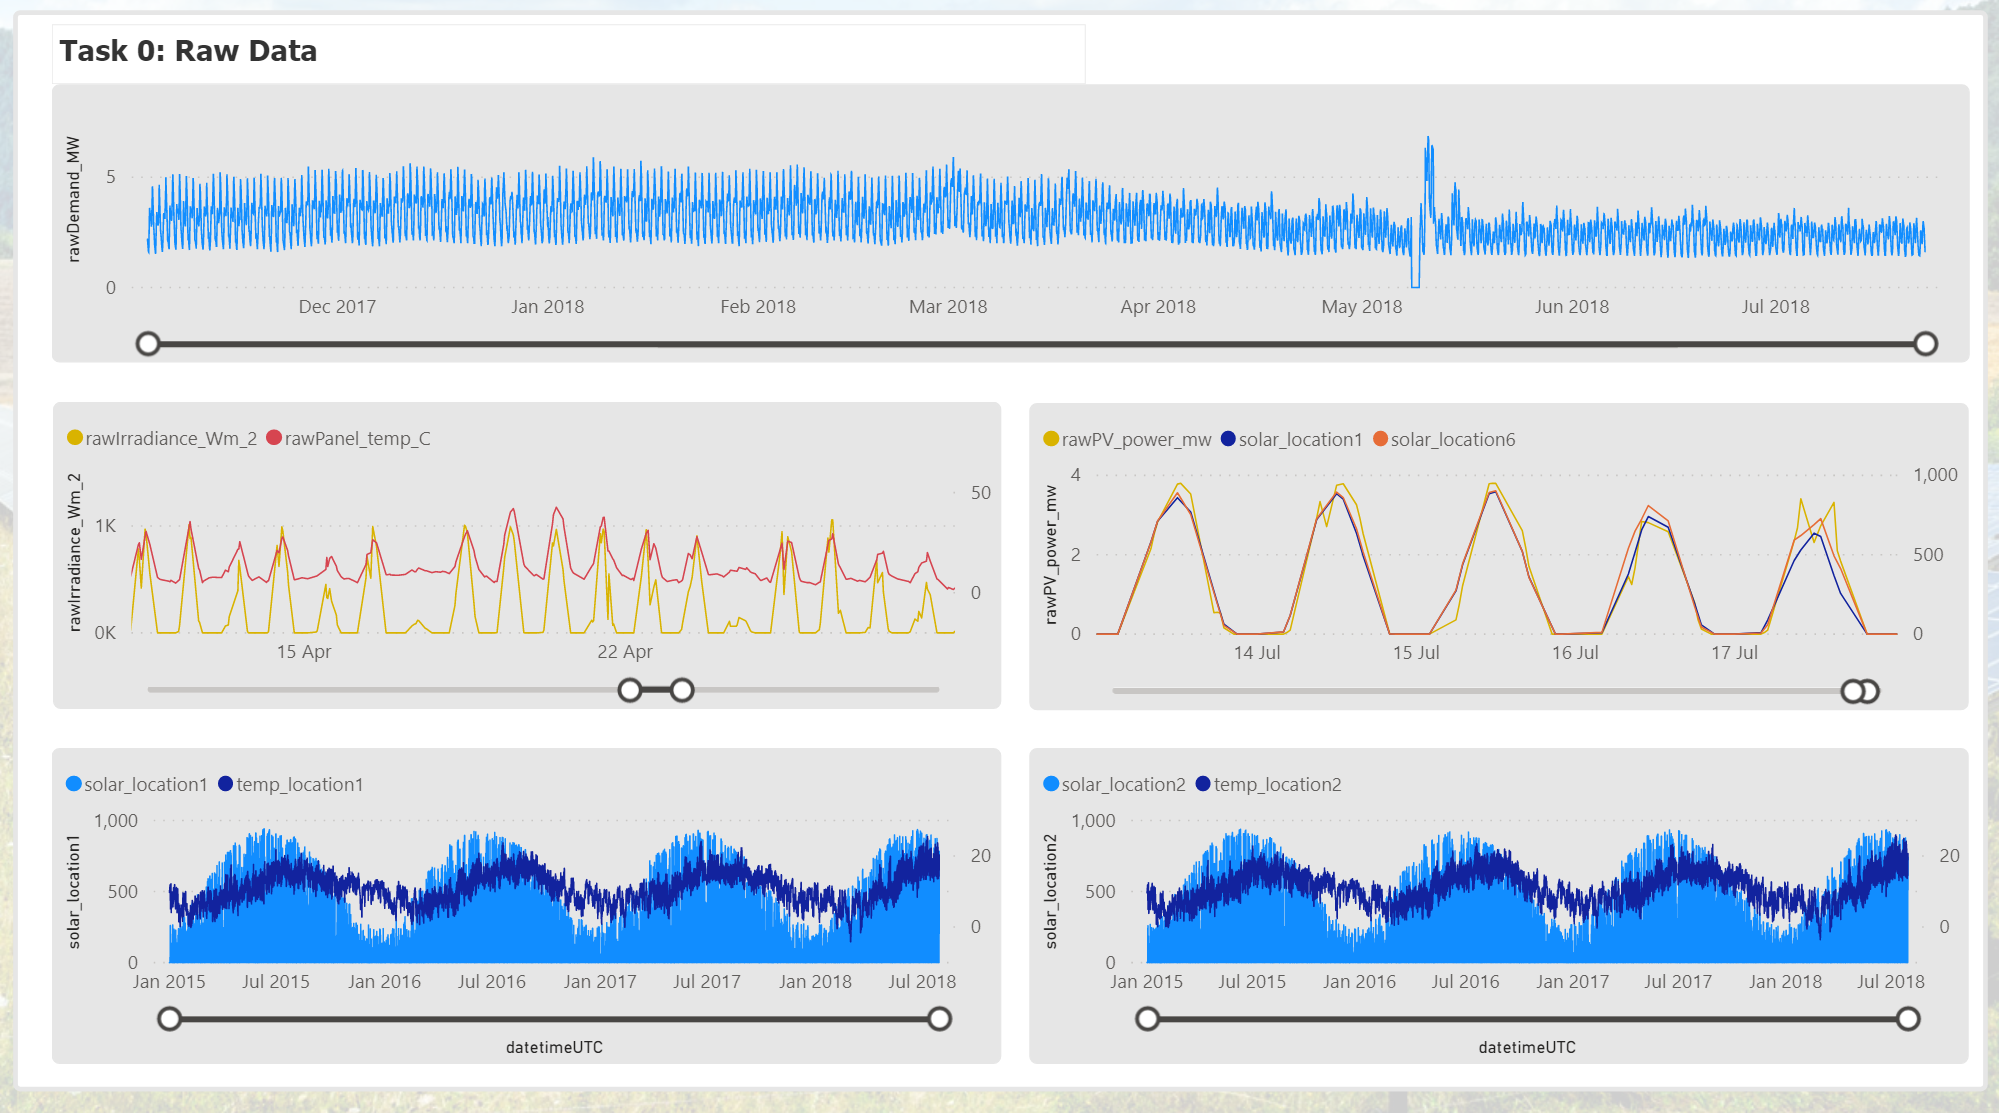 Task 0: Raw Data
rawDemand_MW
5
0
Dec 2017 Jan 2018 Feb 2018 Mar 2018 Apr 2018 May 2018 Jun 2018 Jul 2018
rawIrradiance_Wm_2 rawPanel_temp_C
rawIrradiance_Wm_2
50
1K
0
0K
15 Apr 22 Apr
rawPV_power_mw solar_location1 solar_location6
rawPV_power_mw
4 1,000
2 500
0 0
14 Jul 15 Jul 16 Jul 17 Jul
solar_location1 temp_location1
solar_location1
1,000
20
500
0
0
Jan 2015 Jul 2015 Jan 2016 Jul 2016 Jan 2017 Jul 2017 Jan 2018 Jul 2018
datetimeUTC
solar_location2 temp_location2
solar_location2
1,000
20
500
0
0
Jan 2015 Jul 2015 Jan 2016 Jul 2016 Jan 2017 Jul 2017 Jan 2018 Jul 2018
datetimeUTC